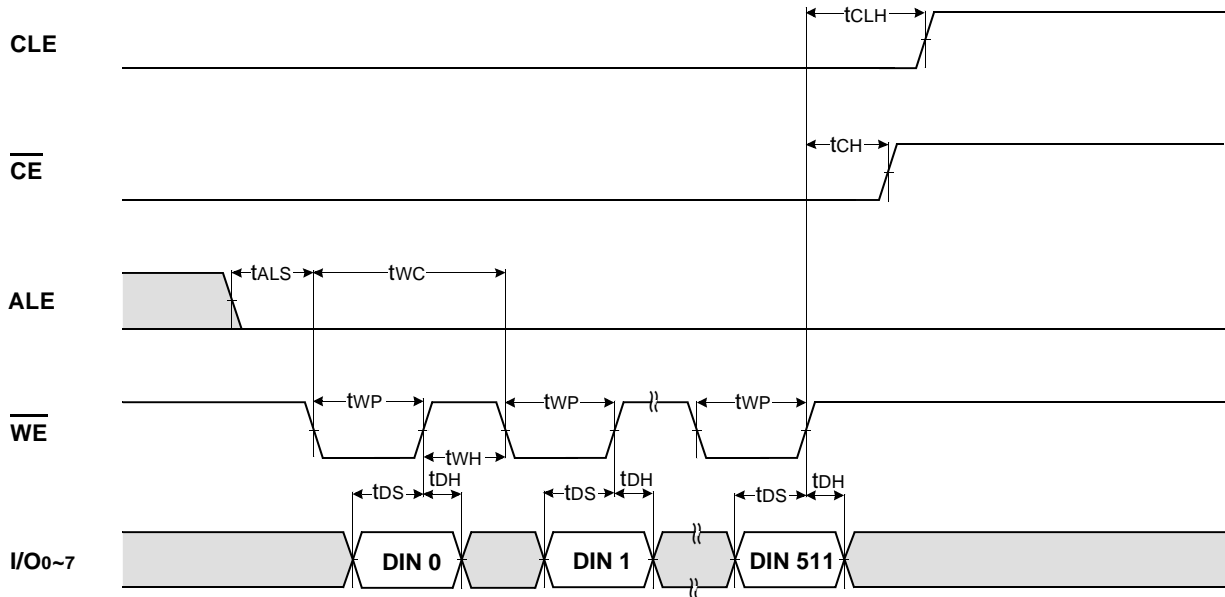 CLE
tCLH
CE
tCH
ALE
tALS
tWC
WE
tWP
tWP
tWP
tWH
tDS
tDH
tDS
tDH
tDS
tDH
I/O0~7
DIN 0
DIN 1
DIN 511